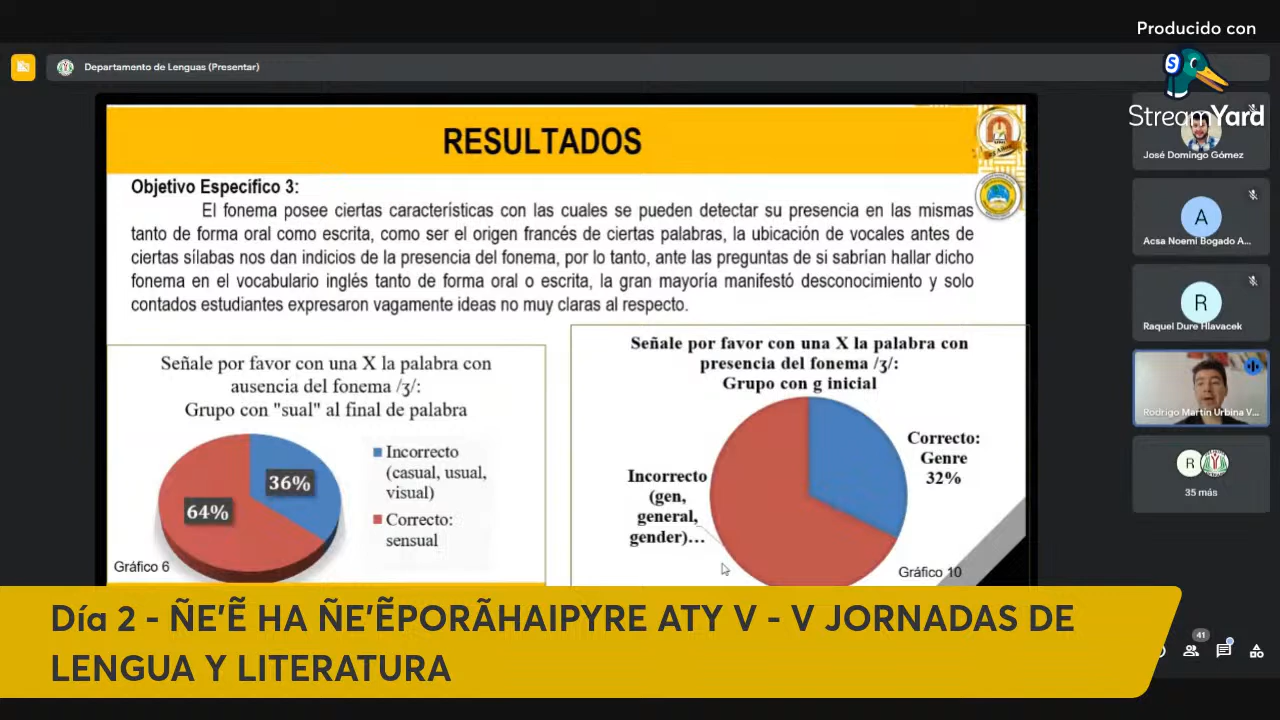 Producido con
StreamYard
Departamento de Lenguas (Presentar)
RESULTADOS
Objetivo Específico 3:
El fonema posee ciertas características con las cuales se pueden detectar su presencia en las mismas
tanto de forma oral como escrita, como ser el origen francés de ciertas palabras, la ubicación de vocales antes de
ciertas sílabas nos dan indicios de la presencia del fonema, por lo tanto, ante las preguntas de si sabrían hallar dicho
fonema en el vocabulario inglés tanto de forma oral o escrita, la gran mayoría manifestó desconocimiento y solo
contados estudiantes expresaron vagamente ideas no muy claras al respecto.
Señale por favor con una X la palabra con
ausencia del fonema /ʒ/:
Grupo con "sual" al final de palabra
36%
64%
Incorrecto
(casual, usual,
visual)
Correcto:
sensual
Gráfico 6
Señale por favor con una X la palabra con
presencia del fonema /ʒ/:
Grupo con g inicial
Correcto:
Genre
32%
Incorrecto
(gen,
general,
gender)...
Gráfico 10
José Domingo Gómez
A
Acsa Noemí Bogado A...
R
Raquel Dure Hlavacek
Rodrigo Martín Urbina V...
R
35 más
41
Día 2 - ÑE'Ẽ HA ÑE'ẼPORÃHAIPYRE ATY V - V JORNADAS DE
LENGUA Y LITERATURA